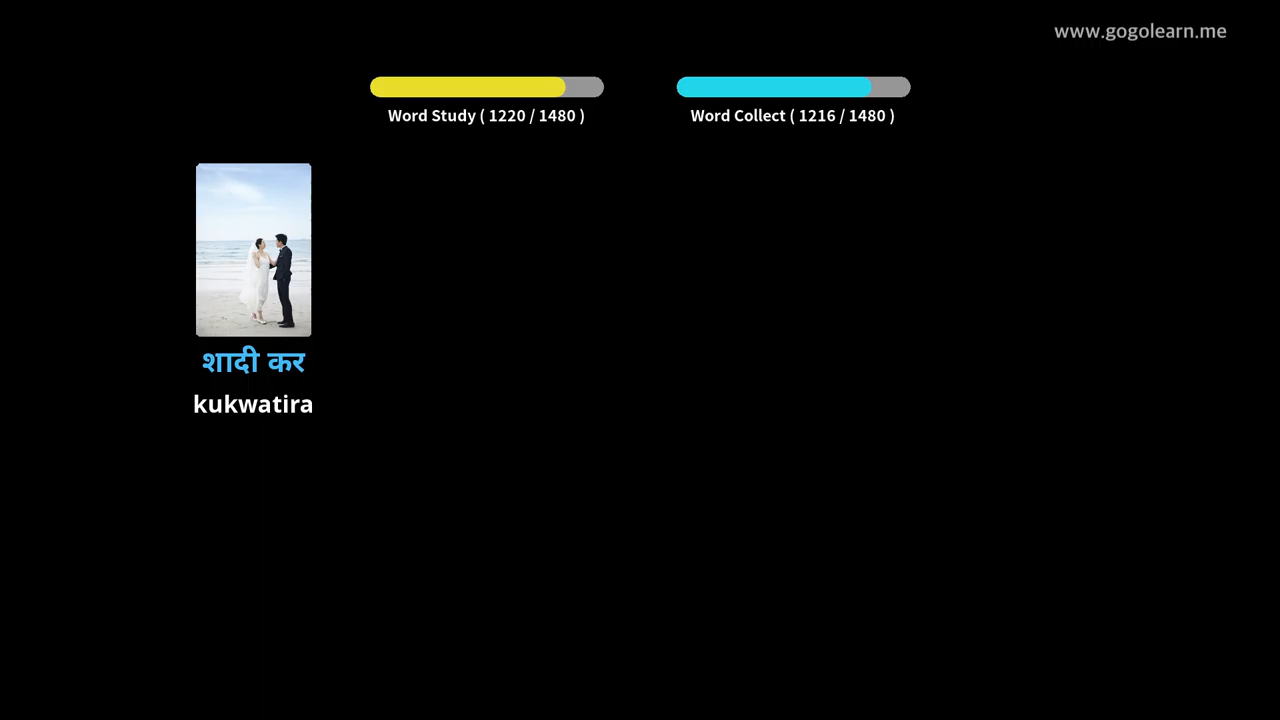 www.gogolearn.me
Word Study ( 1220 / 1480 )
Word Collect ( 1216 / 1480 )
शादी कर
kukwatira